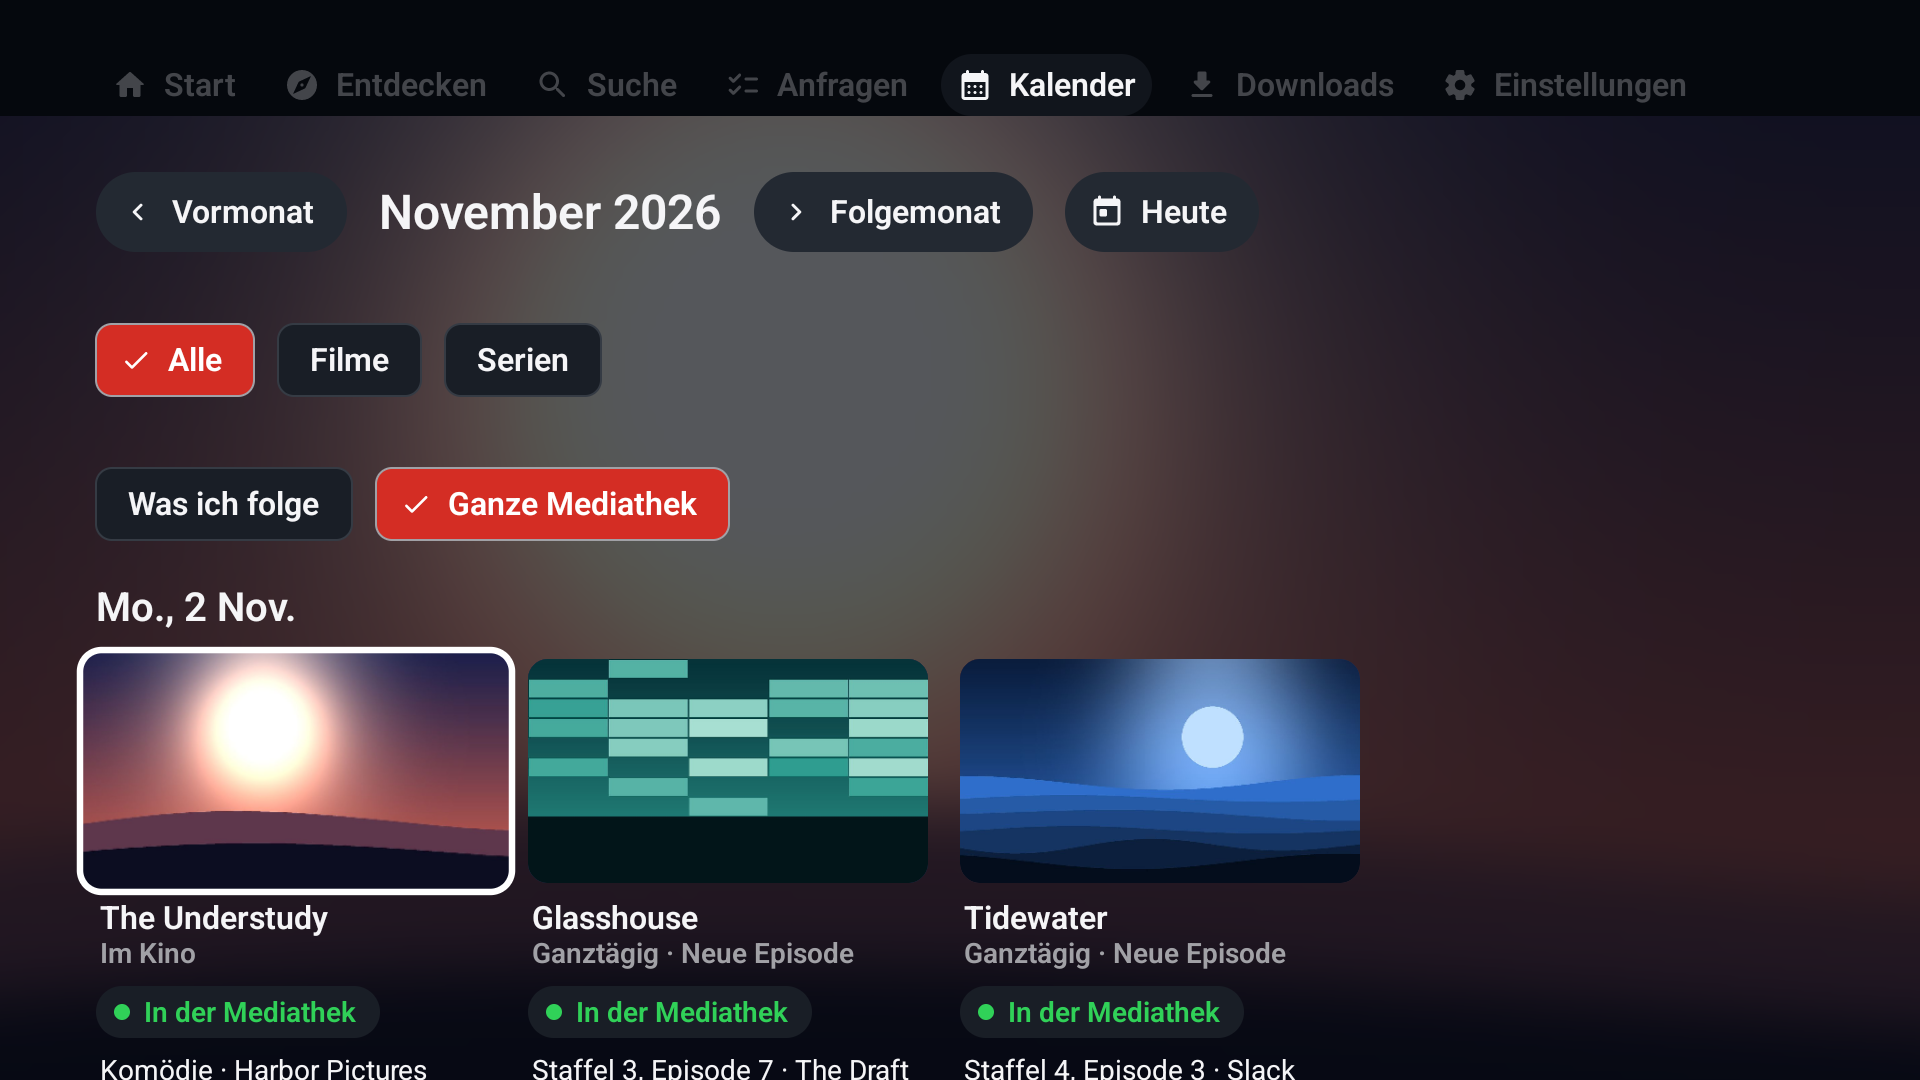 Start Entdecken Suche Anfragen Kalender Downloads Einstellungen
Vormonat November 2026 Folgemonat Heute
Alle Filme Serien
Was ich folge Ganze Mediathek
Mo., 2 Nov.
The Understudy Glasshouse Tidewater
Im Kino Ganztägig · Neue Episode Ganztägig · Neue Episode
In der Mediathek In der Mediathek In der Mediathek
Komödie · Harbor Pictures Staffel 3, Episode 7 · The Draft Staffel 4, Episode 3 · Slack